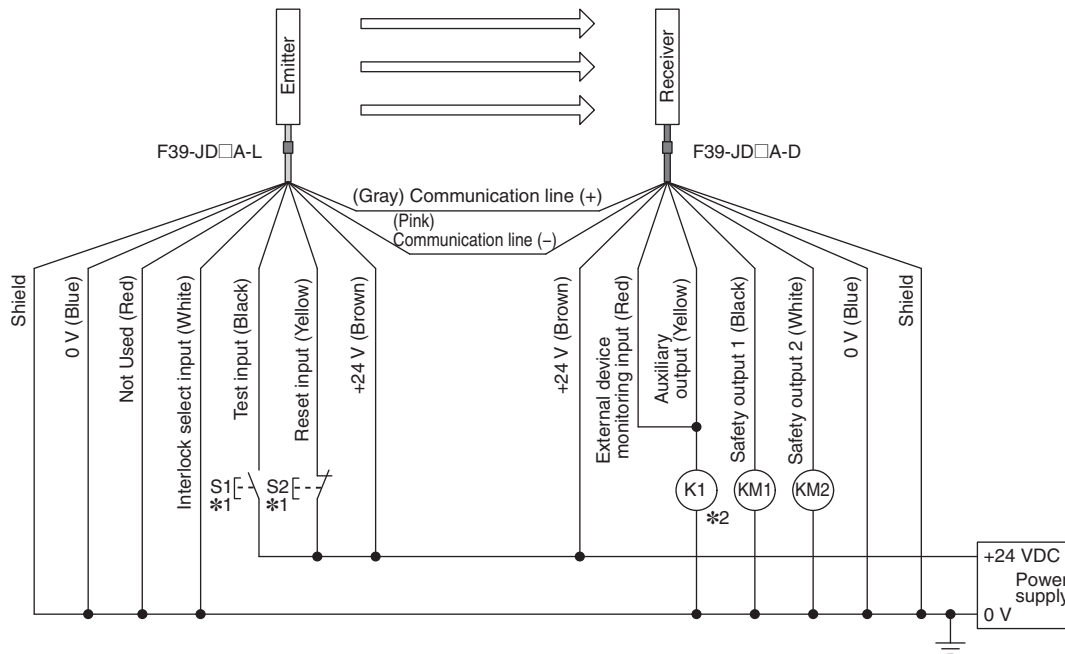 Emitter
Receiver
F39-JD□A-L
F39-JD□A-D
(Gray) Communication line (+)
(Pink)
Communication line (−)
Shield
0 V (Blue)
Not Used (Red)
Interlock select input (White)
Test input (Black)
Reset input (Yellow)
+24 V (Brown)
+24 V (Brown)
External device
monitoring input (Red)
Auxiliary
output (Yellow)
Safety output 1 (Black)
Safety output 2 (White)
0 V (Blue)
Shield
S1
✱1
S2
✱1
K1
✱2
KM1
KM2
+24 VDC
Power
supply
0 V